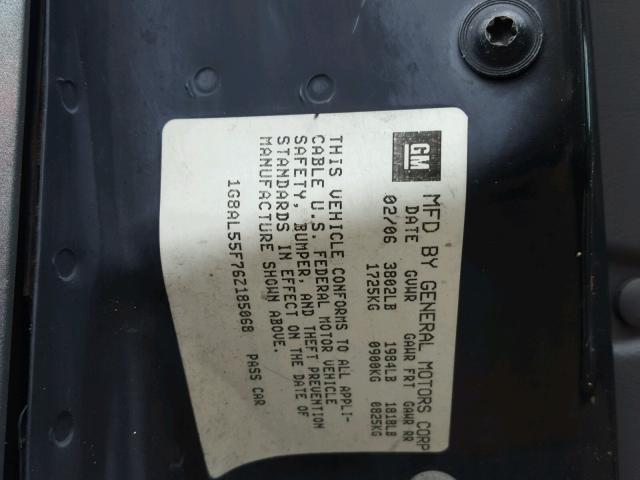 GM
MFD BY GENERAL MOTORS CORP
DATE GVWR GAWR FRT GAWR RR
02/06 3802LB 1984LB 1818LB
1725KG 0900KG 0825KG
THIS VEHICLE CONFORMS TO ALL APPLI-
CABLE U.S. FEDERAL MOTOR VEHICLE
SAFETY, BUMPER, AND THEFT PREVENTION
STANDARDS IN EFFECT ON THE DATE OF
MANUFACTURE SHOWN ABOVE.
1G8AL55F76Z185068 PASS CAR